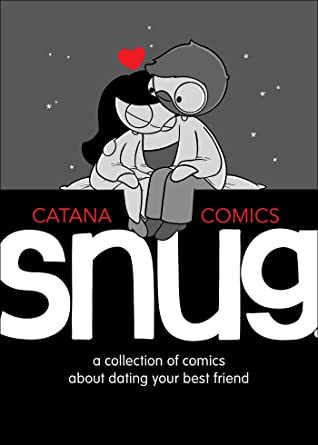 CATANA COMICS
snug.
a collection of comics
about dating your best friend